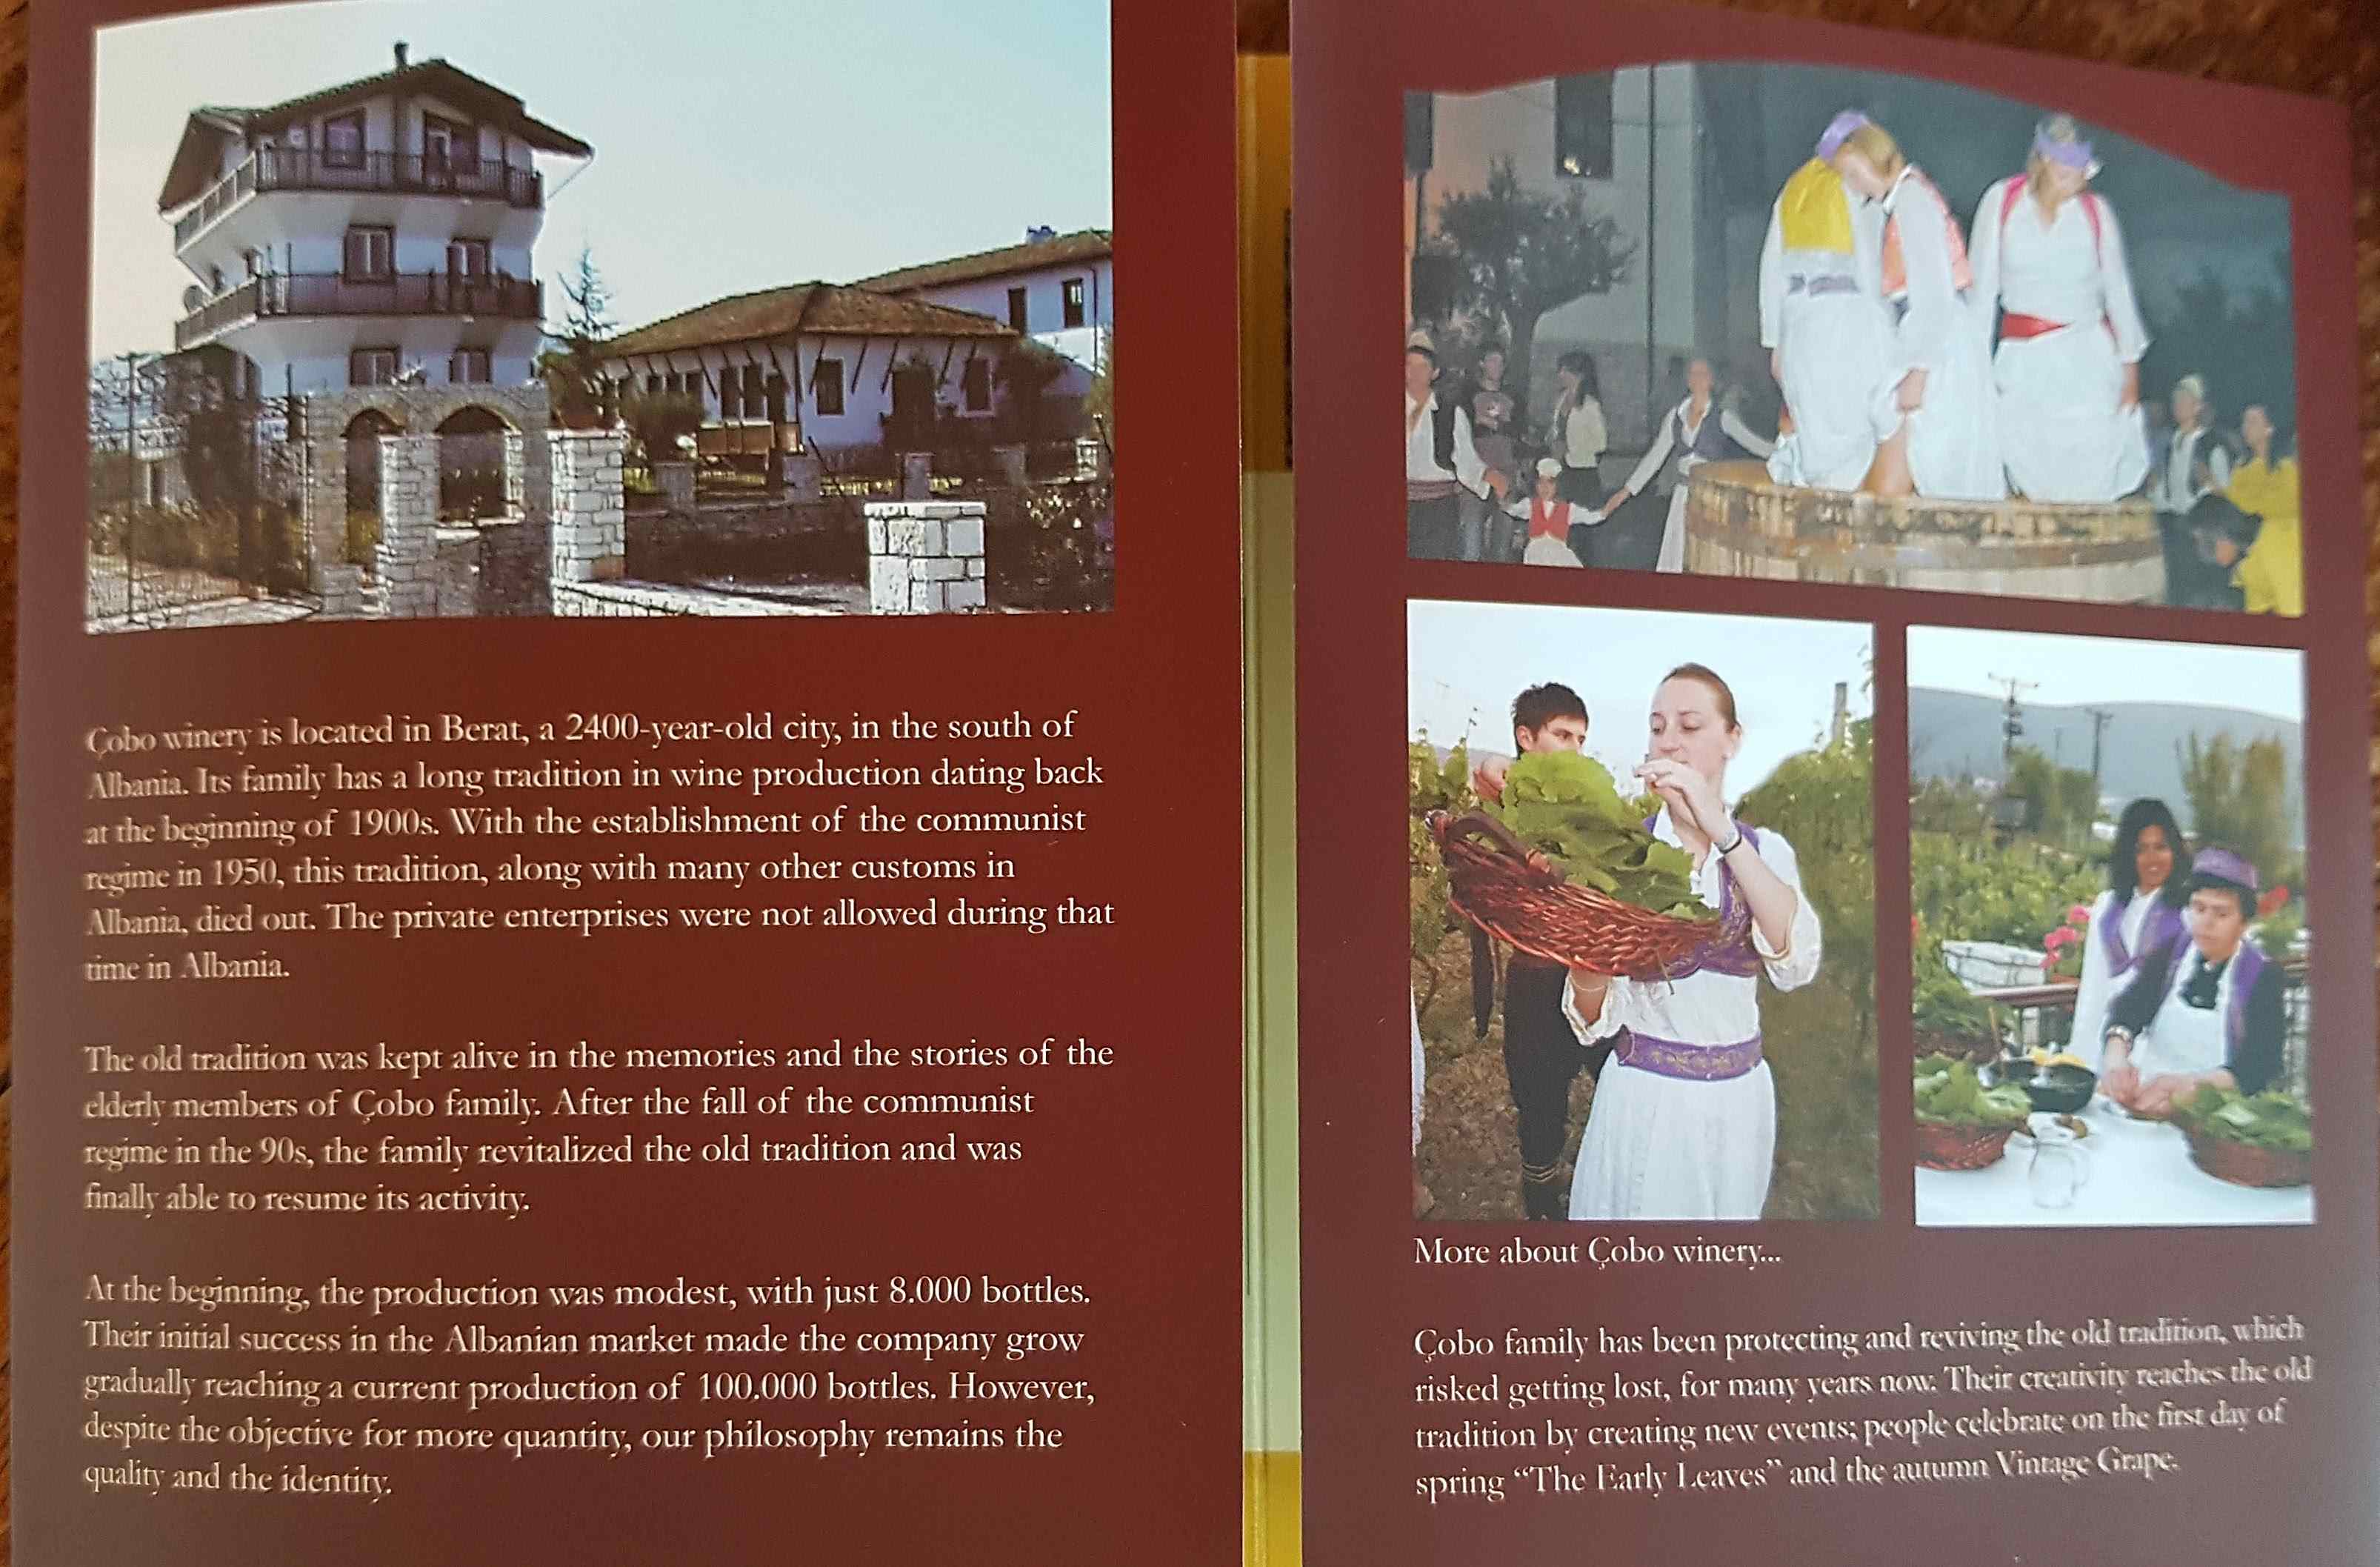 Çobo winery is located in Berat, a 2400-year-old city, in the south of
Albania. Its family has a long tradition in wine production dating back
at the beginning of 1900s. With the establishment of the communist
regime in 1950, this tradition, along with many other customs in
Albania, died out. The private enterprises were not allowed during that
time in Albania.
The old tradition was kept alive in the memories and the stories of the
elderly members of Çobo family. After the fall of the communist
regime in the 90s, the family revitalized the old tradition and was
finally able to resume its activity.
At the beginning, the production was modest, with just 8.000 bottles.
Their initial success in the Albanian market made the company grow
gradually reaching a current production of 100.000 bottles. However,
despite the objective for more quantity, our philosophy remains the
quality and the identity.
More about Çobo winery...
Çobo family has been protecting and reviving the old tradition, which
risked getting lost, for many years now. Their creativity reaches the old
tradition by creating new events; people celebrate on the first day of
spring “The Early Leaves” and the autumn Vintage Grape.